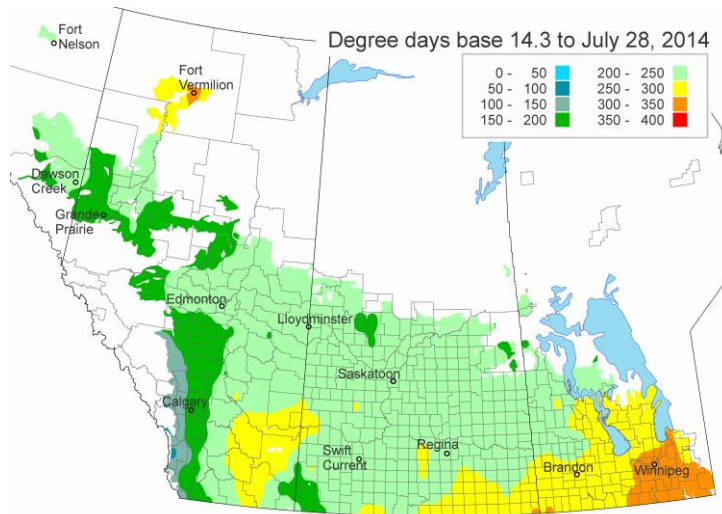 Fort
Nelson
Degree days base 14.3 to July 28, 2014
Fort
Vermilion
0 - 50
50 - 100
100 - 150
150 - 200
200 - 250
250 - 300
300 - 350
350 - 400
Dawson
Creek
Grande
Prairie
Edmonton
Lloydminster
Saskatoon
Calgary
Swift
Current
Regina
Brandon
Winnipeg